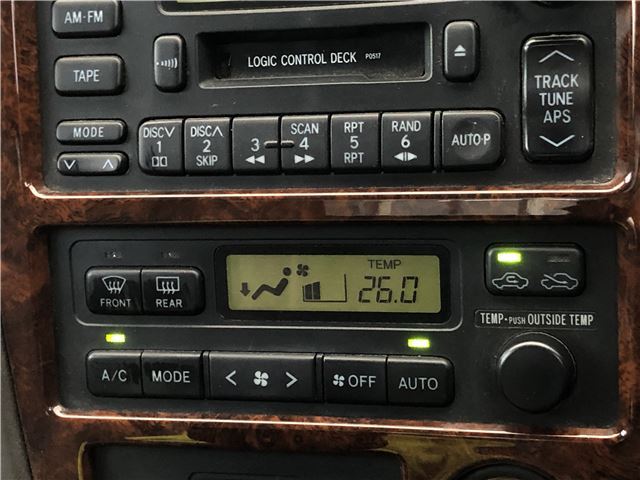 AM·FM
TAPE
LOGIC CONTROL DECK P0517
TRACK
TUNE
APS
MODE
DISC∨ DISC∧ SCAN RPT RAND
1 2 3 4 5 6 AUTO·P
SKIP RPT
TEMP
26.0
FRONT REAR
TEMP·PUSH OUTSIDE TEMP
A/C MODE OFF AUTO